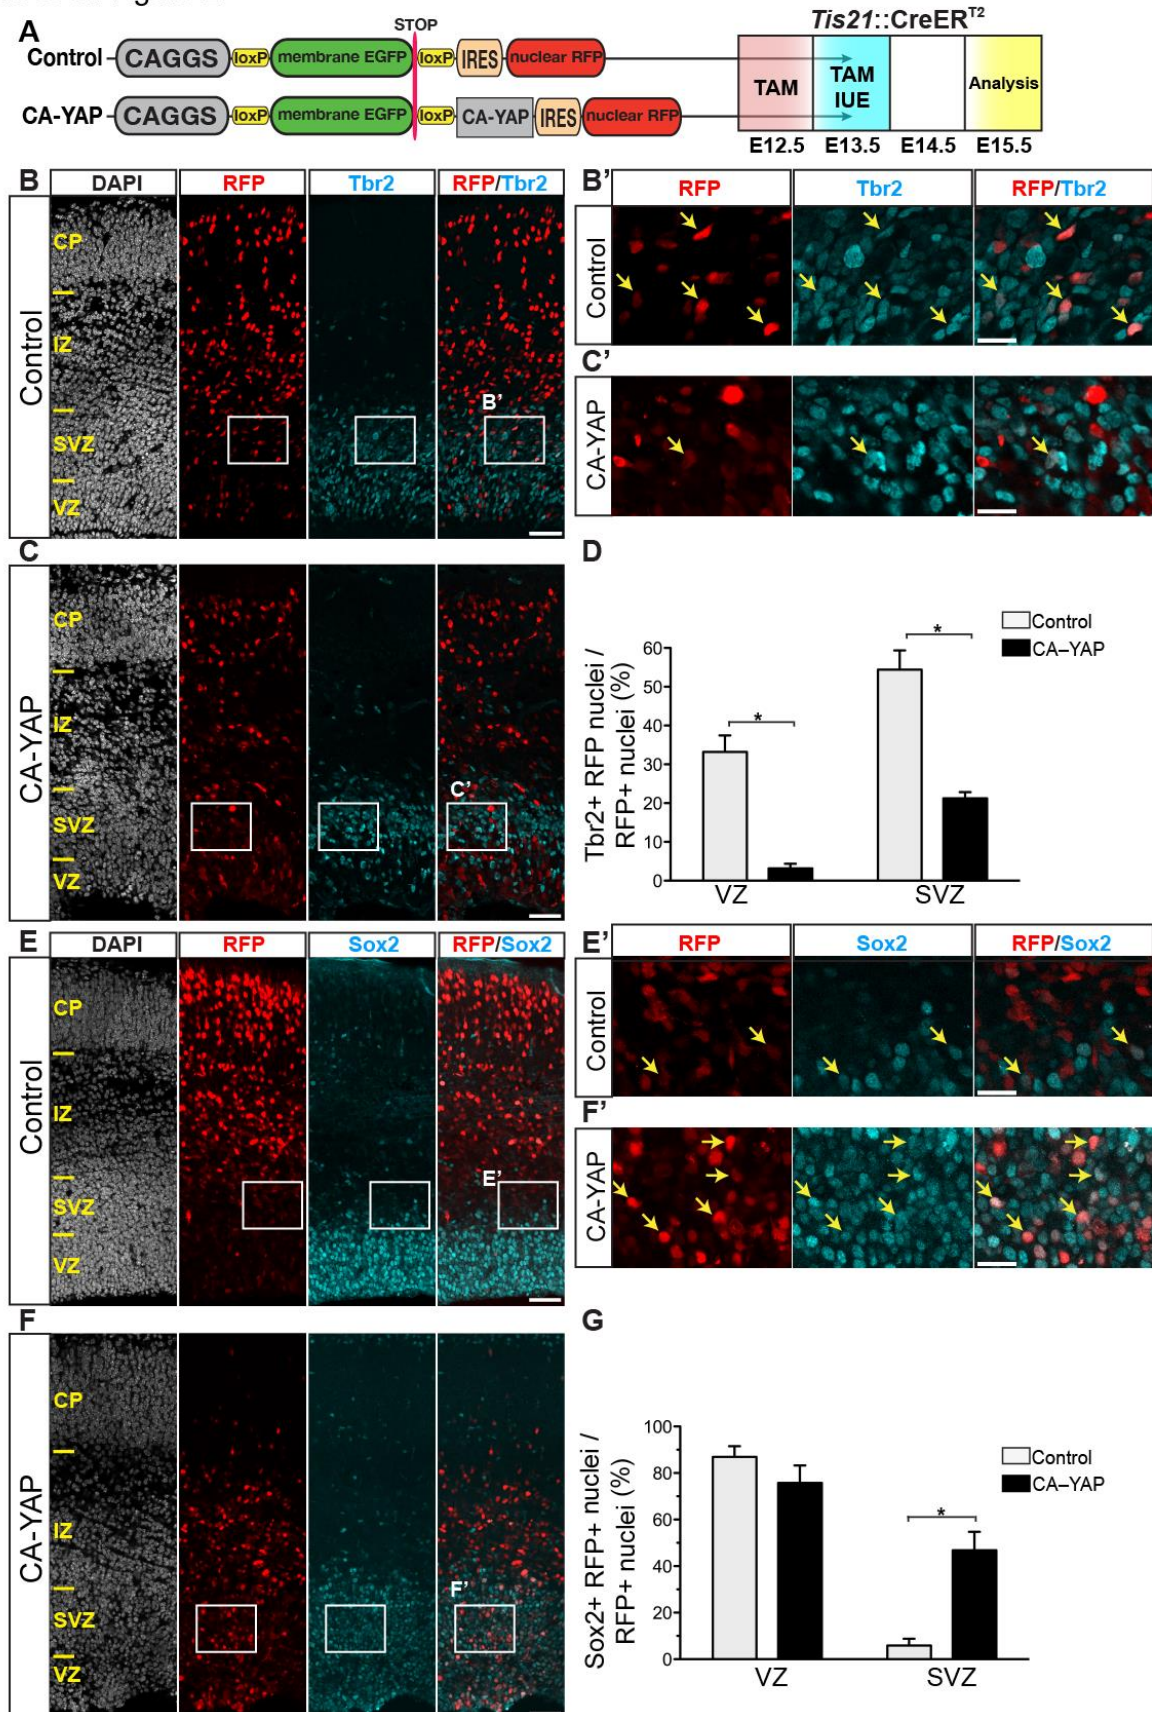 Tis21::CreERT2
A
STOP
Control
CAGGS
loxP
membrane EGFP
loxP
IRES
nuclear RFP
TAM
TAM
IUE
Analysis
CA-YAP
CAGGS
loxP
membrane EGFP
loxP
CA-YAP
IRES
nuclear RFP
E12.5 E13.5 E14.5 E15.5
B DAPI RFP Tbr2 RFP/Tbr2
Control
CP
IZ
SVZ
VZ
B'
B' RFP Tbr2 RFP/Tbr2
Control
C'
CA-YAP
C
CA-YAP
CP
IZ
SVZ
VZ
C'
D
Control
CA–YAP
Tbr2+ RFP nuclei /
RFP+ nuclei (%)
60
50
40
30
20
10
0
*
*
VZ SVZ
E DAPI RFP Sox2 RFP/Sox2
Control
CP
IZ
SVZ
VZ
E'
E' RFP Sox2 RFP/Sox2
Control
F'
CA-YAP
F
CA-YAP
CP
IZ
SVZ
VZ
F'
G
Control
CA–YAP
Sox2+ RFP+ nuclei /
RFP+ nuclei (%)
100
80
60
40
20
0
*
VZ SVZ